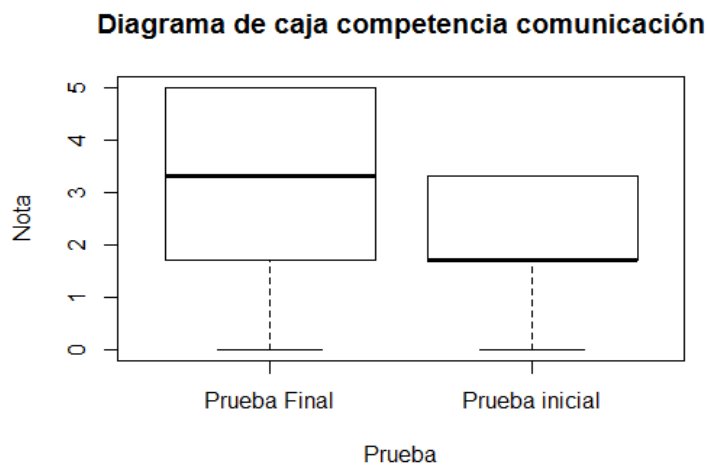 Diagrama de caja competencia comunicación
Nota
5
4
3
2
1
0
Prueba Final
Prueba inicial
Prueba